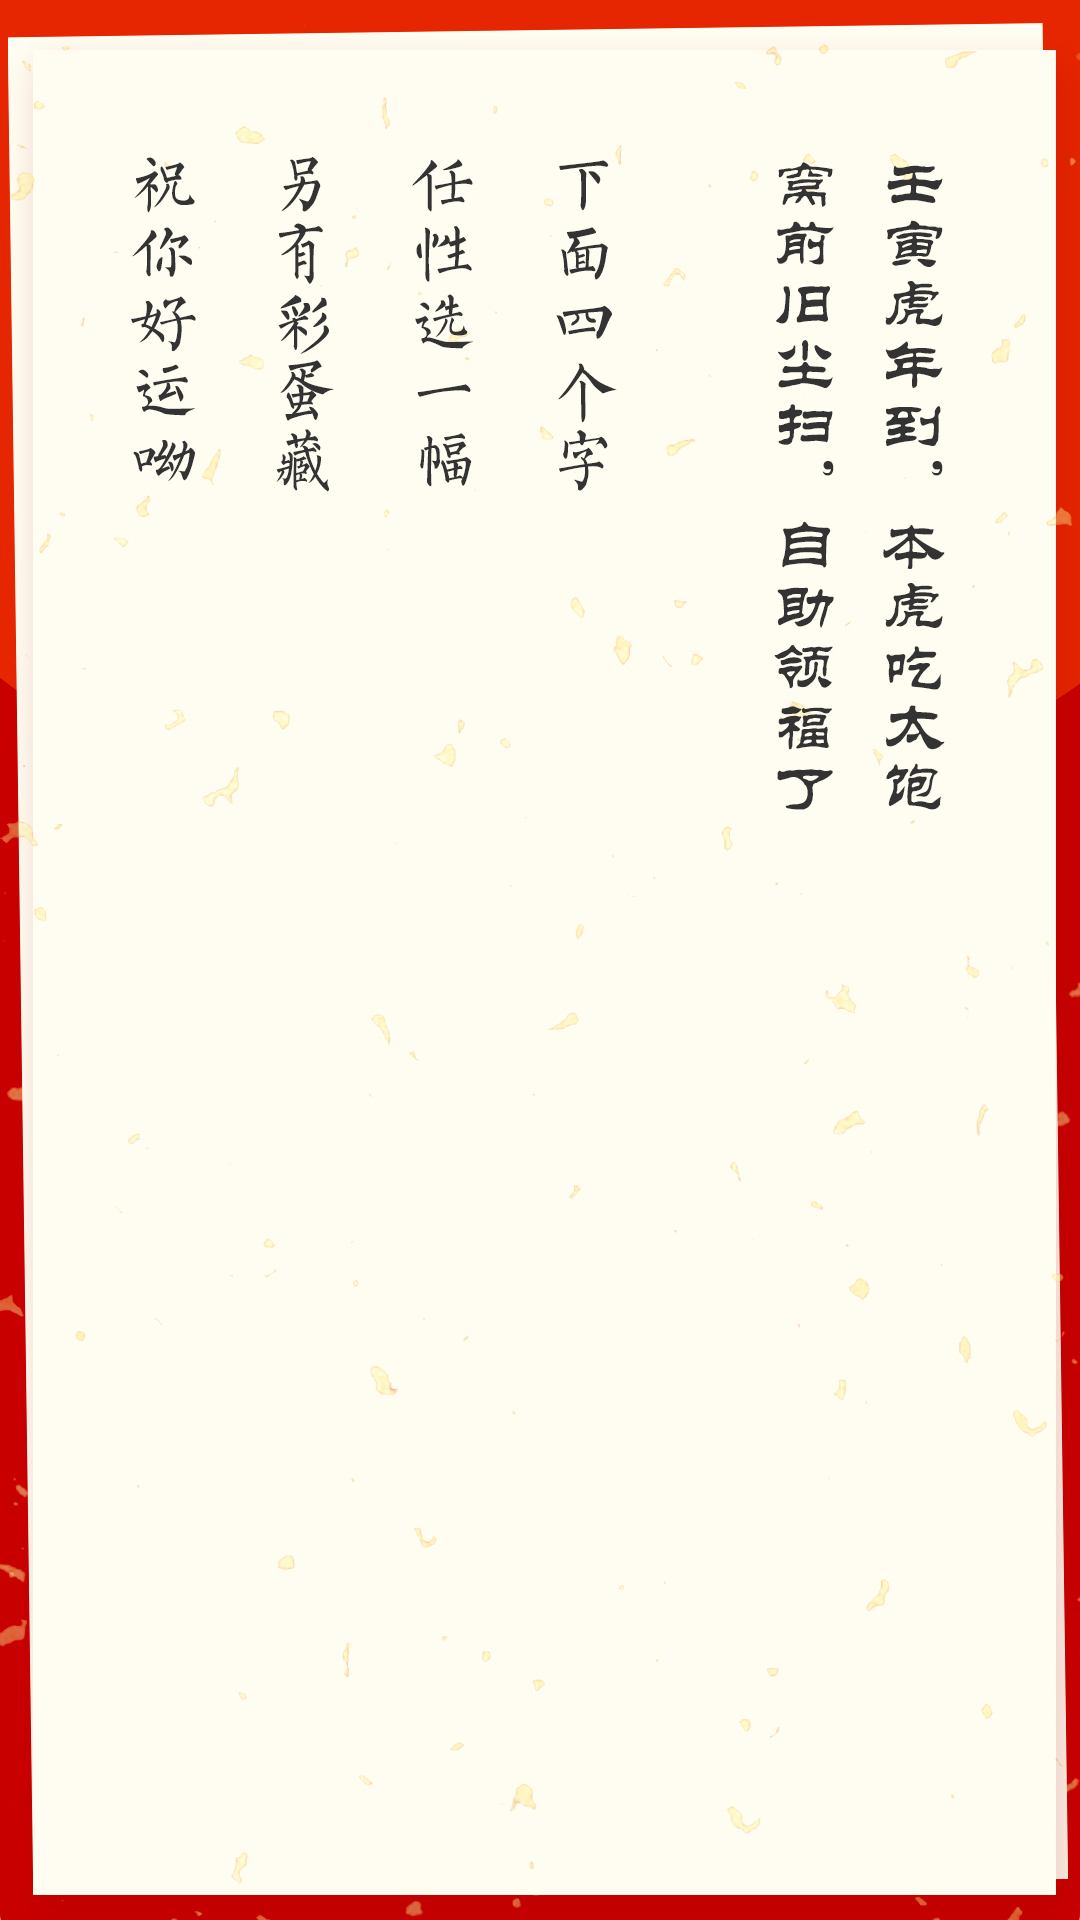 壬寅虎年到，本虎吃太饱
窝前旧尘扫，自助领福了
下面四个字
任性选一幅
另有彩蛋藏
祝你好运呦